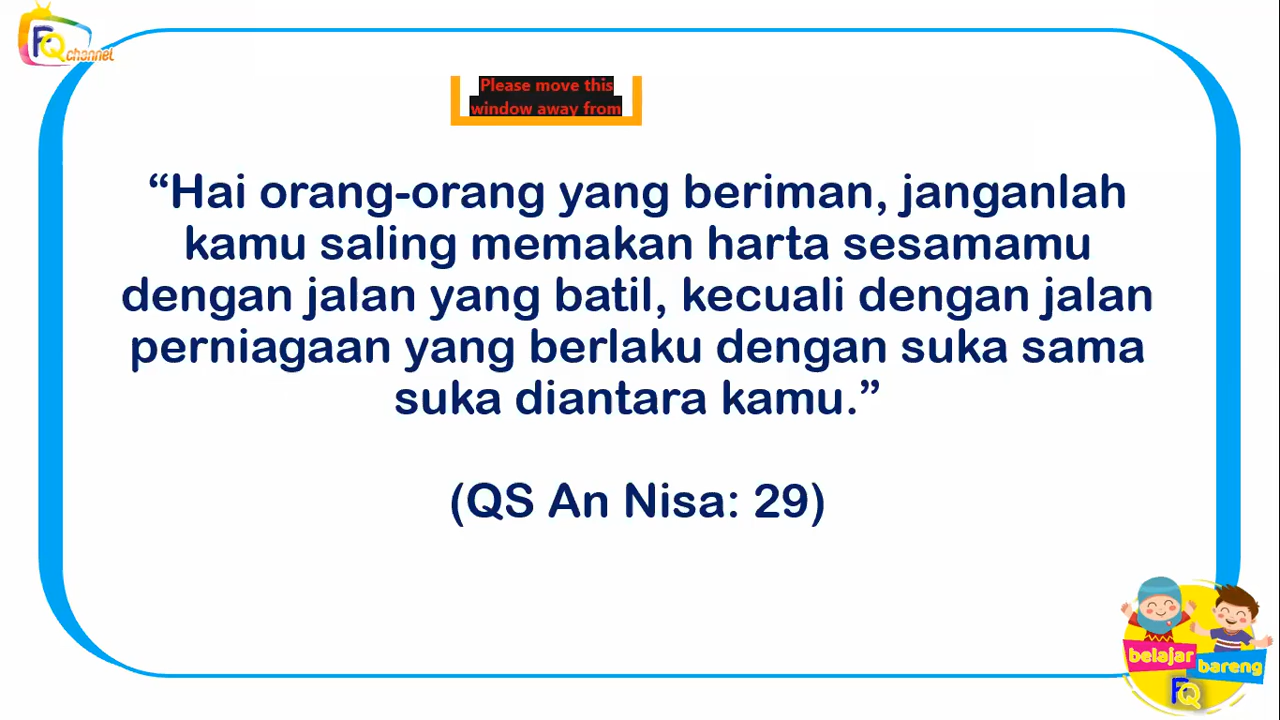 FQ channel
Please move this
window away from
“Hai orang-orang yang beriman, janganlah
kamu saling memakan harta sesamamu
dengan jalan yang batil, kecuali dengan jalan
perniagaan yang berlaku dengan suka sama
suka diantara kamu.”
(QS An Nisa: 29)
belajar
bareng
FQ